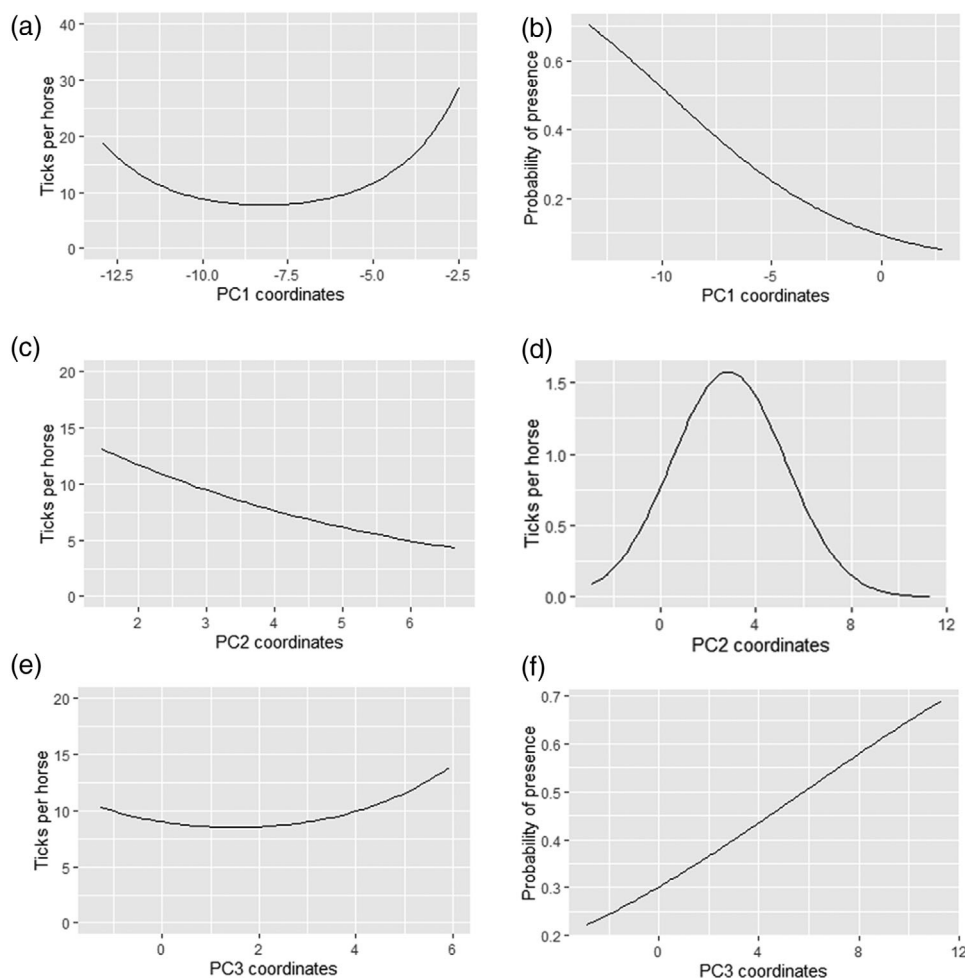 (a)
40
30
20
10
0
Ticks per horse
-12.5 -10.0 -7.5 -5.0 -2.5
PC1 coordinates
(b)
0.6
0.4
0.2
Probability of presence
-10 -5 0
PC1 coordinates
(c)
20
15
10
5
0
Ticks per horse
2 3 4 5 6
PC2 coordinates
(d)
1.5
1.0
0.5
0.0
Ticks per horse
0 4 8 12
PC2 coordinates
(e)
20
15
10
5
0
Ticks per horse
0 2 4 6
PC3 coordinates
(f)
0.7
0.6
0.5
0.4
0.3
0.2
Probability of presence
0 4 8 12
PC3 coordinates